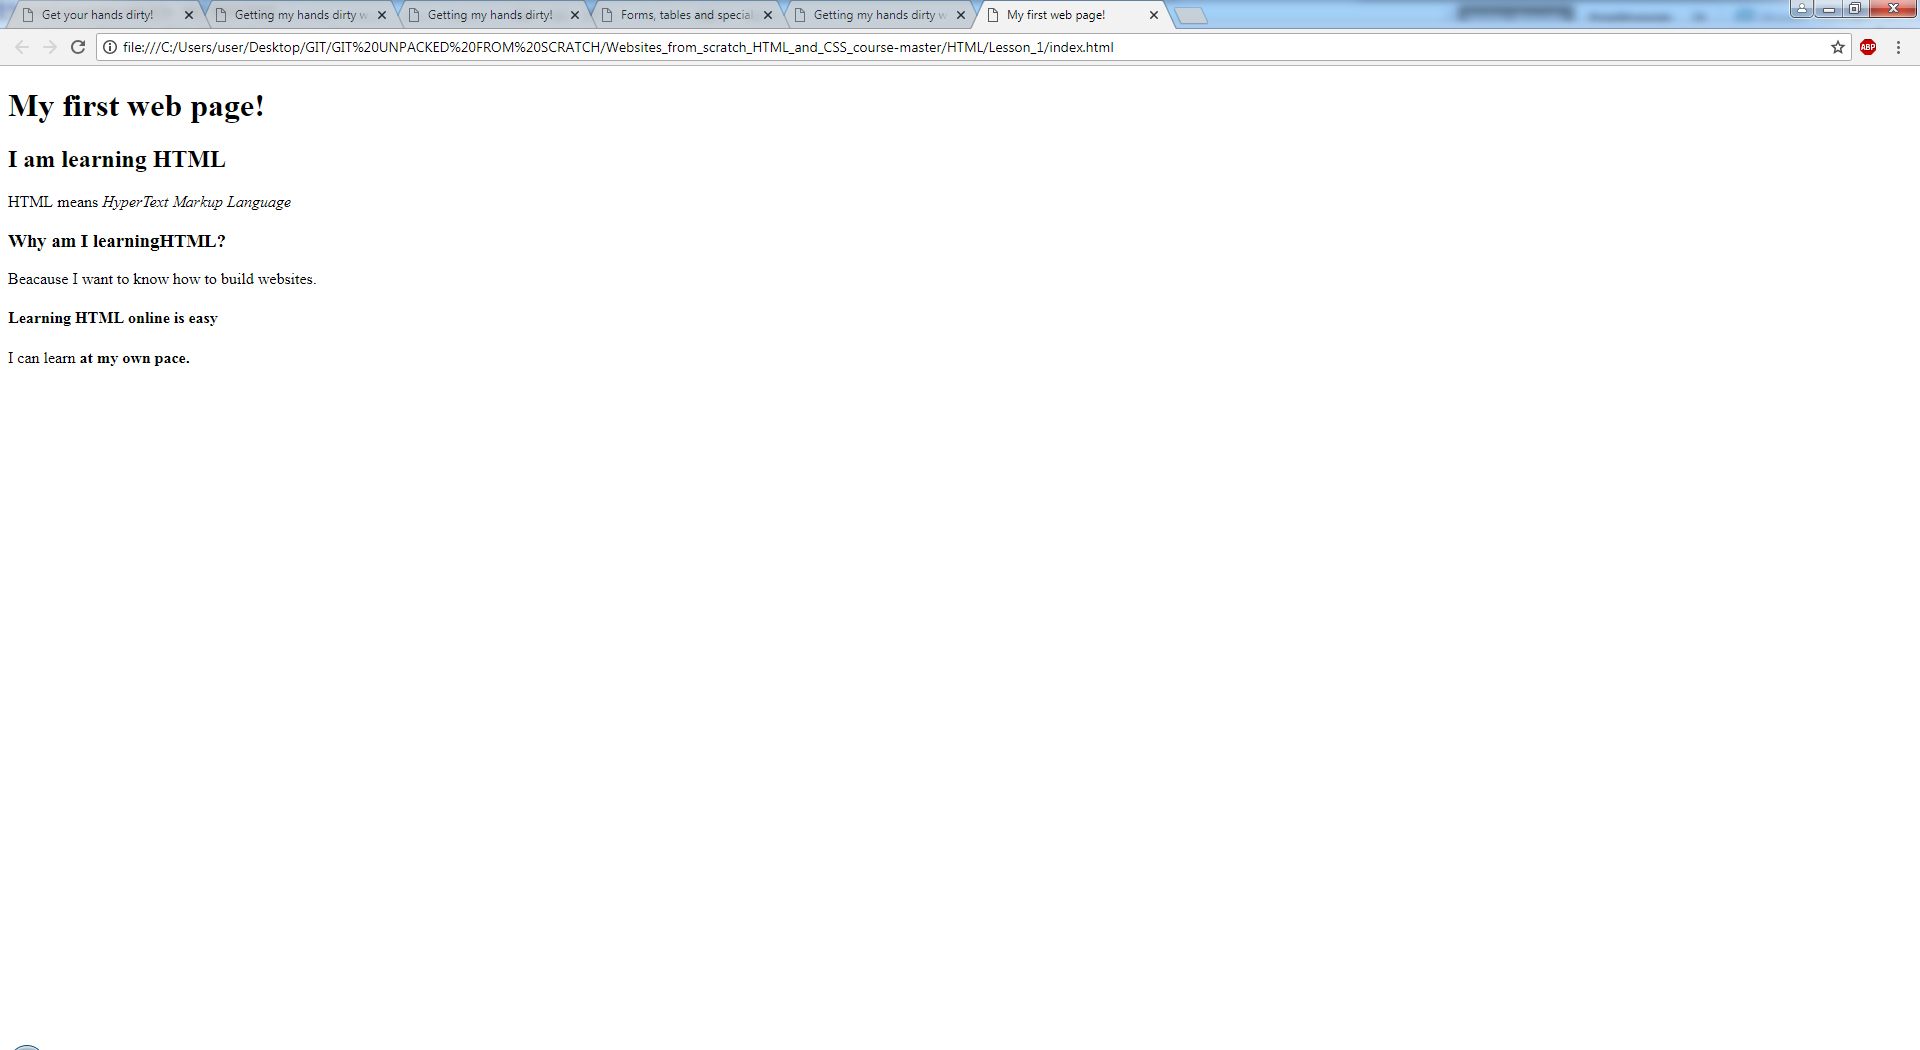 Get your hands dirty!
Getting my hands dirty w
Getting my hands dirty!
Forms, tables and special
Getting my hands dirty w
My first web page!
file:///C:/Users/user/Desktop/GIT/GIT%20UNPACKED%20FROM%20SCRATCH/Websites_from_scratch_HTML_and_CSS_course-master/HTML/Lesson_1/index.html
ABP
My first web page!
I am learning HTML
HTML means HyperText Markup Language
Why am I learningHTML?
Beacause I want to know how to build websites.
Learning HTML online is easy
I can learn at my own pace.